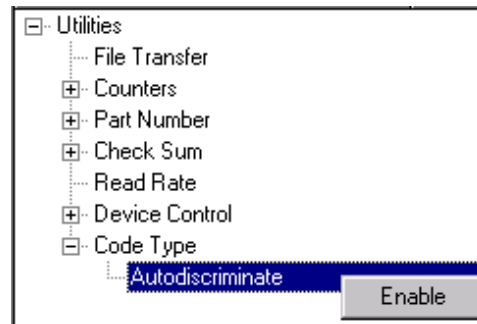 Utilities
File Transfer
Counters
Part Number
Check Sum
Read Rate
Device Control
Code Type
Autodiscriminate
Enable